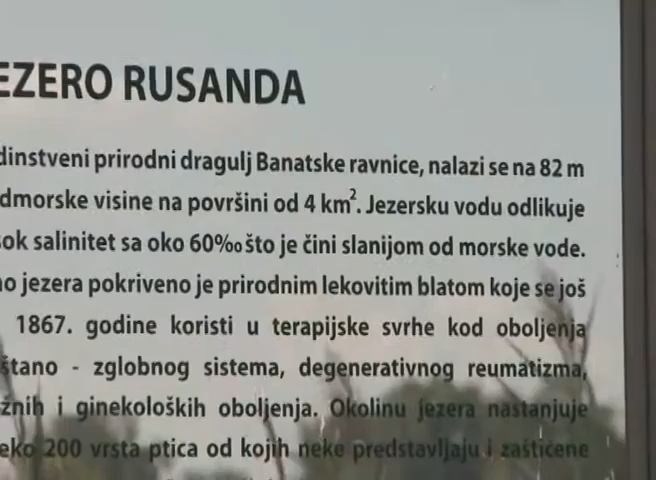 EZERO RUSANDA
dinstveni prirodni dragulj Banatske ravnice, nalazi se na 82 m
dmorske visine na površini od 4 km². Jezersku vodu odlikuje
sok salinitet sa oko 60‰ što je čini slanijom od morske vode.
no jezera pokriveno je prirodnim lekovitim blatom koje se još
1867. godine koristi u terapijske svrhe kod oboljenja
štano - zglobnog sistema, degenerativnog reumatizma,
žnih i ginekoloških oboljenja. Okolinu jezera nastanjuje
eko 200 vrsta ptica od kojih neke predstavljaju i zaštićene